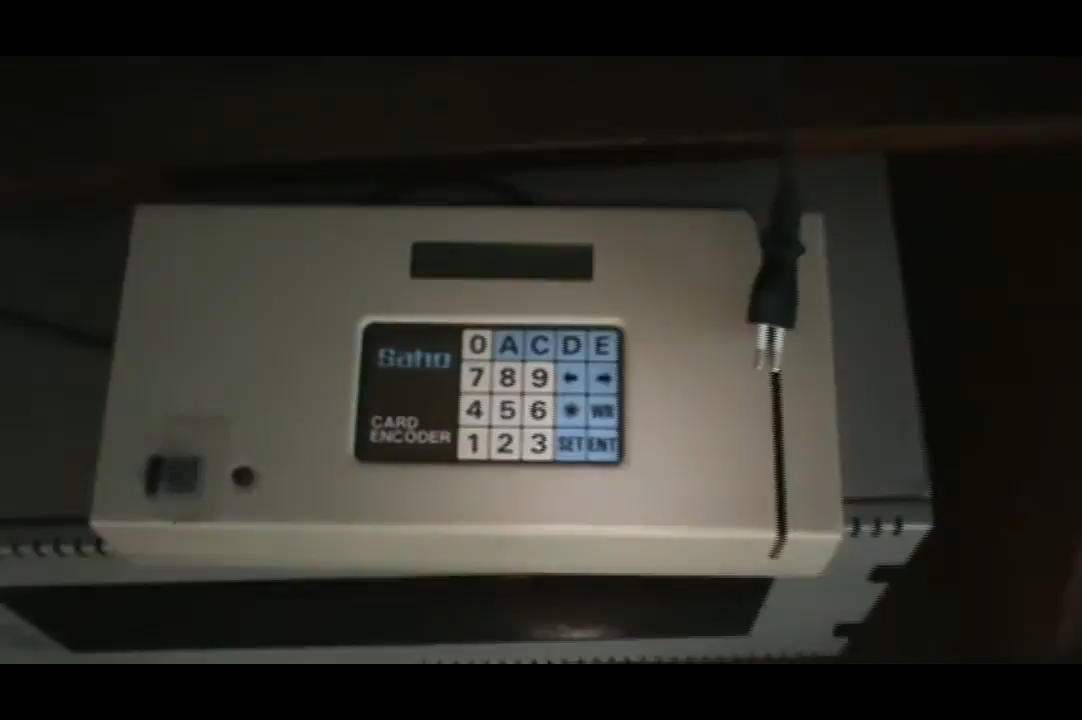 Saho
CARD
ENCODER
0 A C D E
7 8 9 ← →
4 5 6 * WR
1 2 3 SET ENT